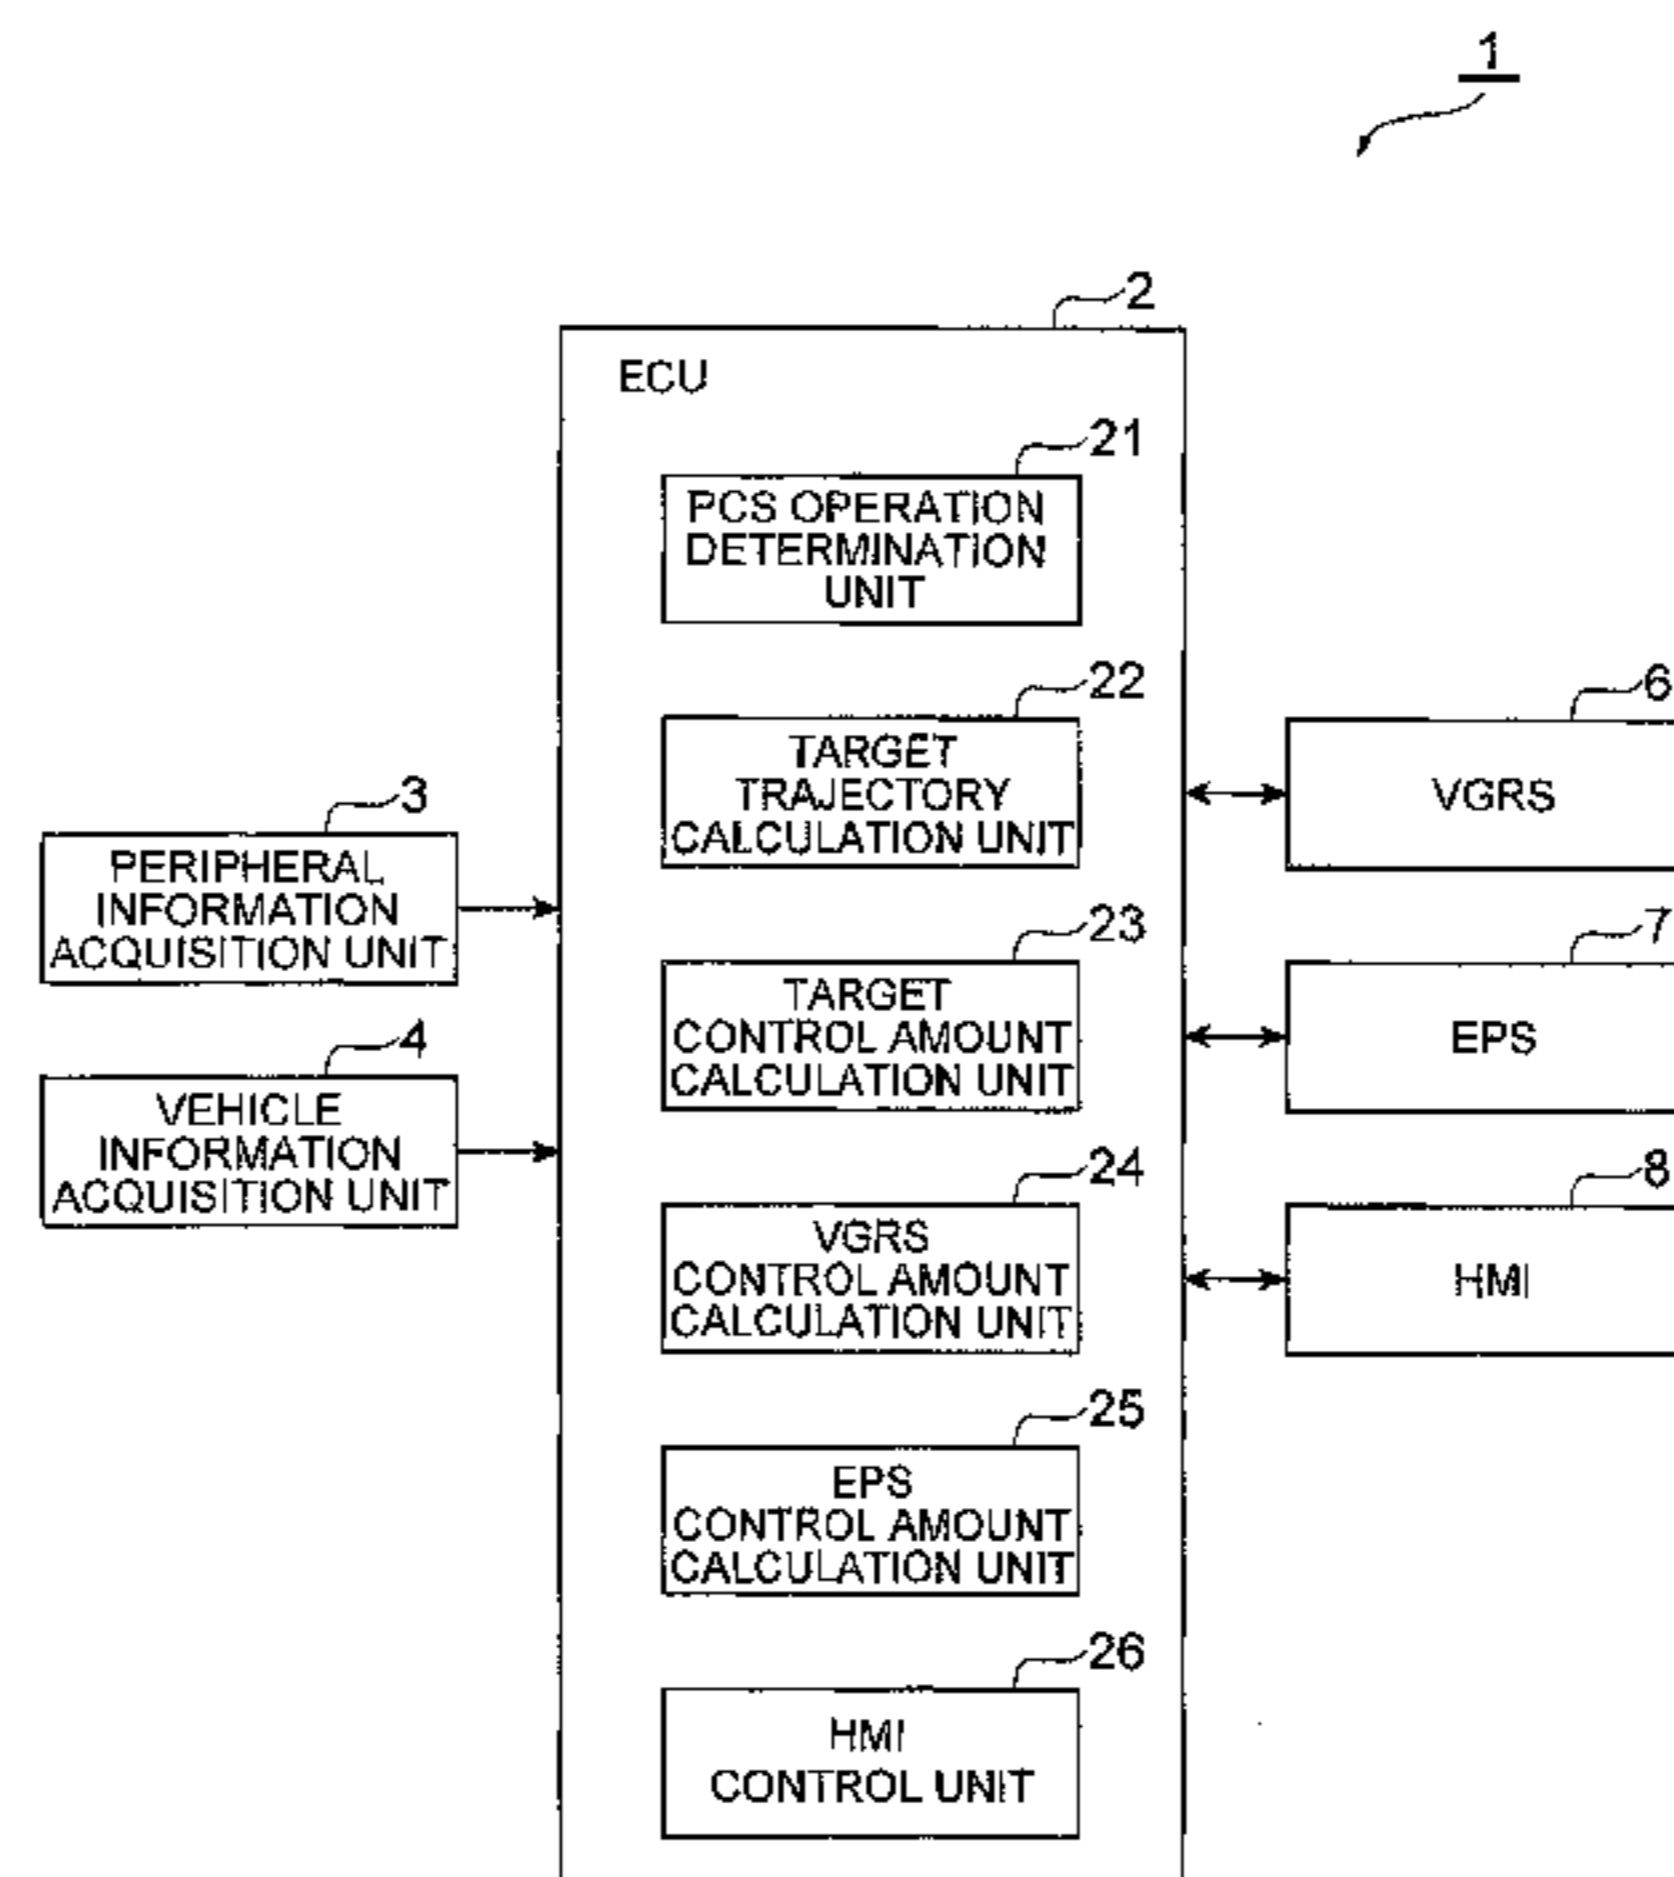 1
2
ECU
21
PCS OPERATION
DETERMINATION
UNIT
22
TARGET
TRAJECTORY
CALCULATION UNIT
6
VGRS
3
PERIPHERAL
INFORMATION
ACQUISITION UNIT
23
TARGET
CONTROL AMOUNT
CALCULATION UNIT
7
EPS
4
VEHICLE
INFORMATION
ACQUISITION UNIT
24
VGRS
CONTROL AMOUNT
CALCULATION UNIT
8
HMI
25
EPS
CONTROL AMOUNT
CALCULATION UNIT
26
HMI
CONTROL UNIT